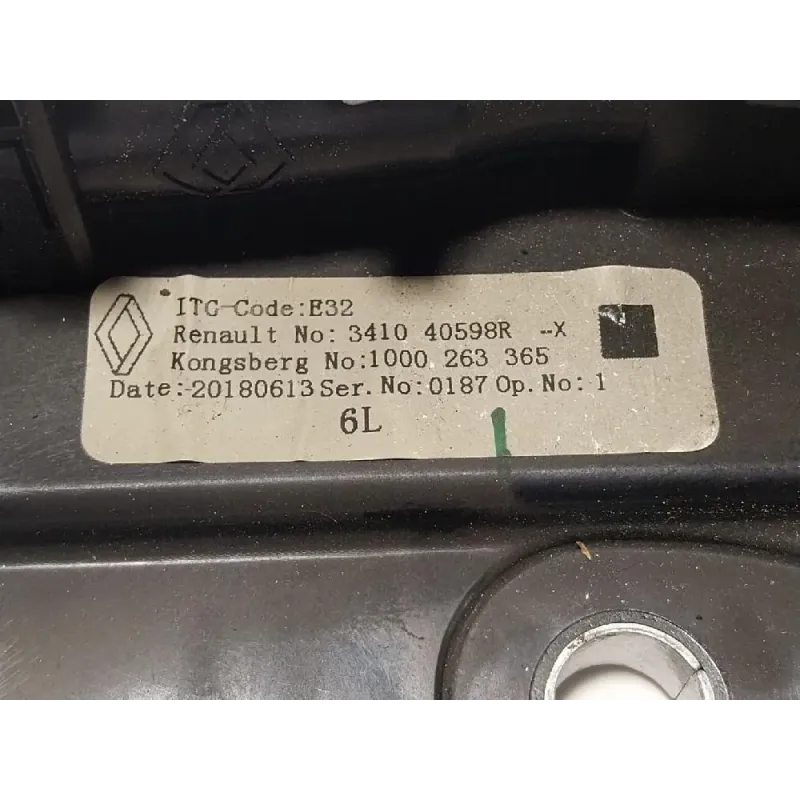 ITG-Code:E32
Renault No: 3410 40598R --X
Kongsberg No:1000 263 365
Date:-20180613 Ser. No:0187 Op. No: 1
6L